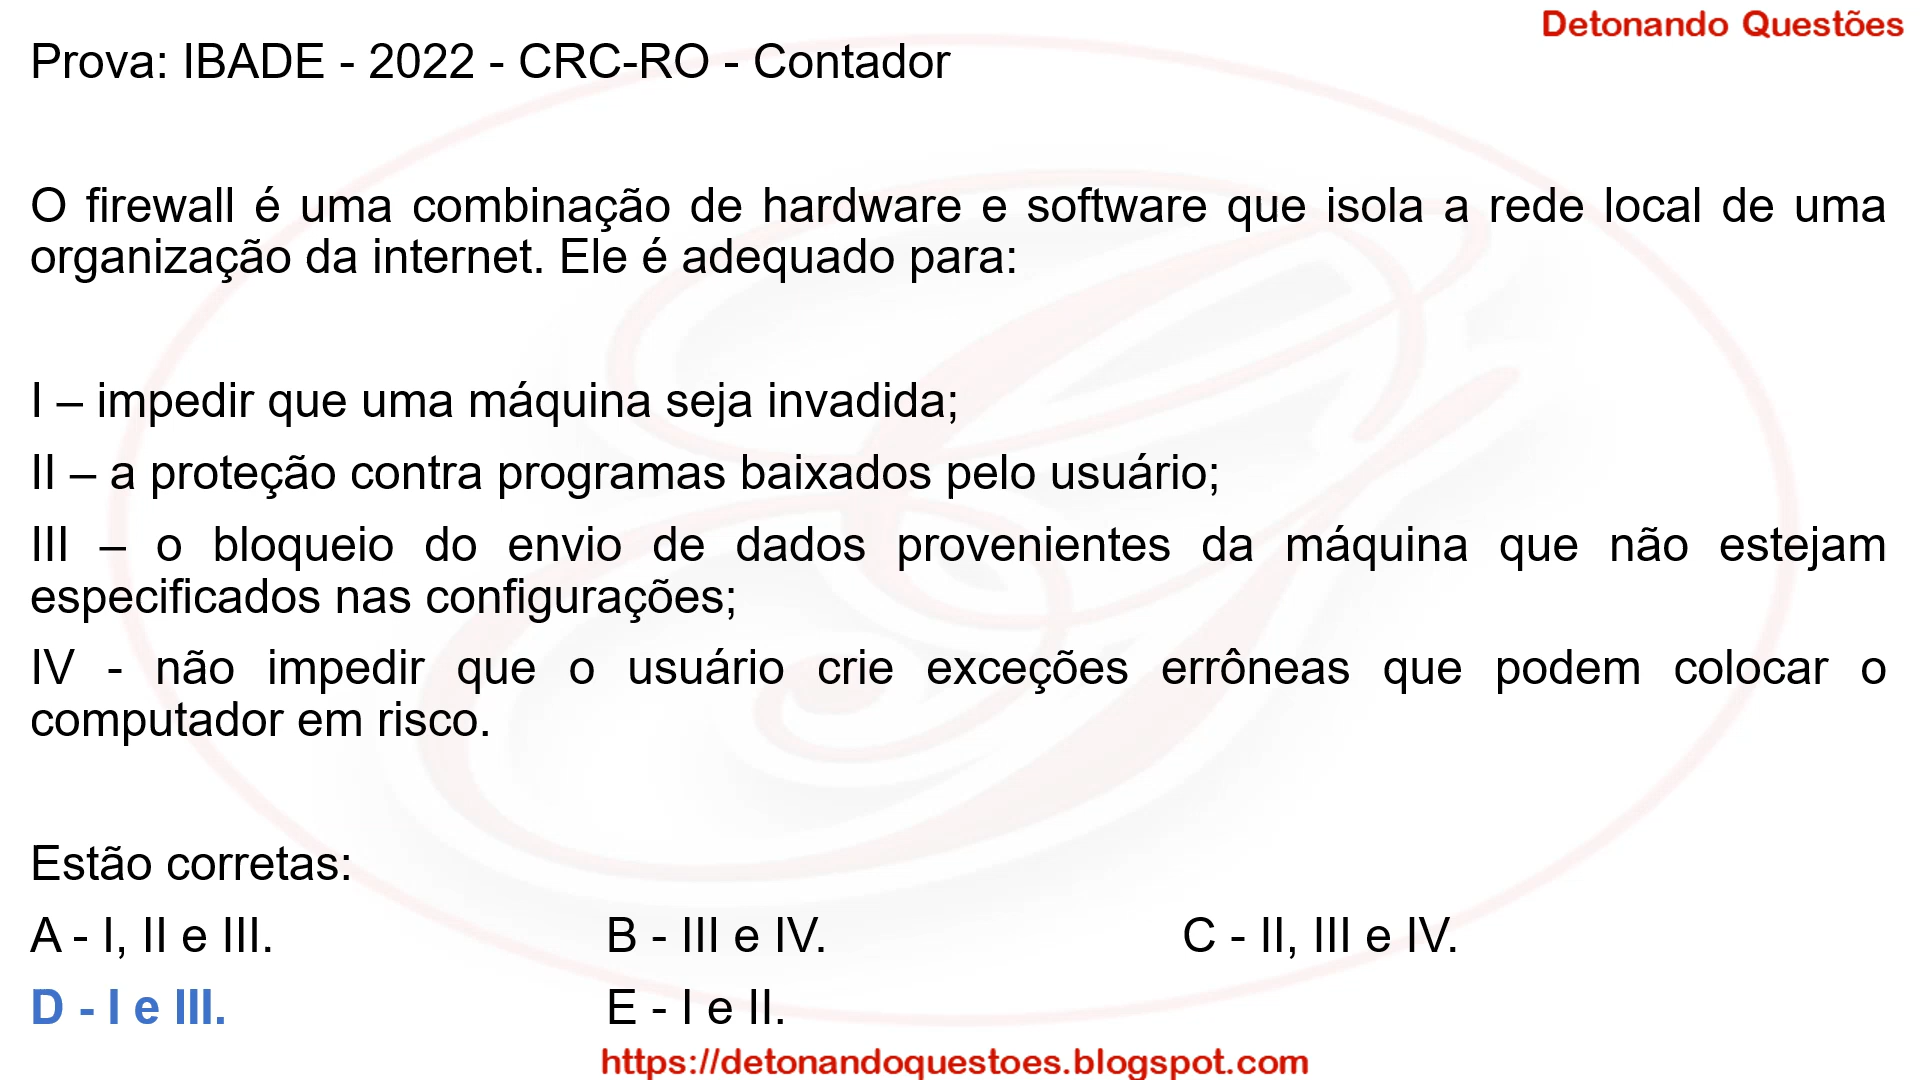 Detonando Questões
Prova: IBADE - 2022 - CRC-RO - Contador
O firewall é uma combinação de hardware e software que isola a rede local de uma
organização da internet. Ele é adequado para:
I – impedir que uma máquina seja invadida;
II – a proteção contra programas baixados pelo usuário;
III – o bloqueio do envio de dados provenientes da máquina que não estejam
especificados nas configurações;
IV - não impedir que o usuário crie exceções errôneas que podem colocar o
computador em risco.
Estão corretas:
A - I, II e III. B - III e IV. C - II, III e IV.
D - I e III. E - I e II.
https://detonandoquestoes.blogspot.com